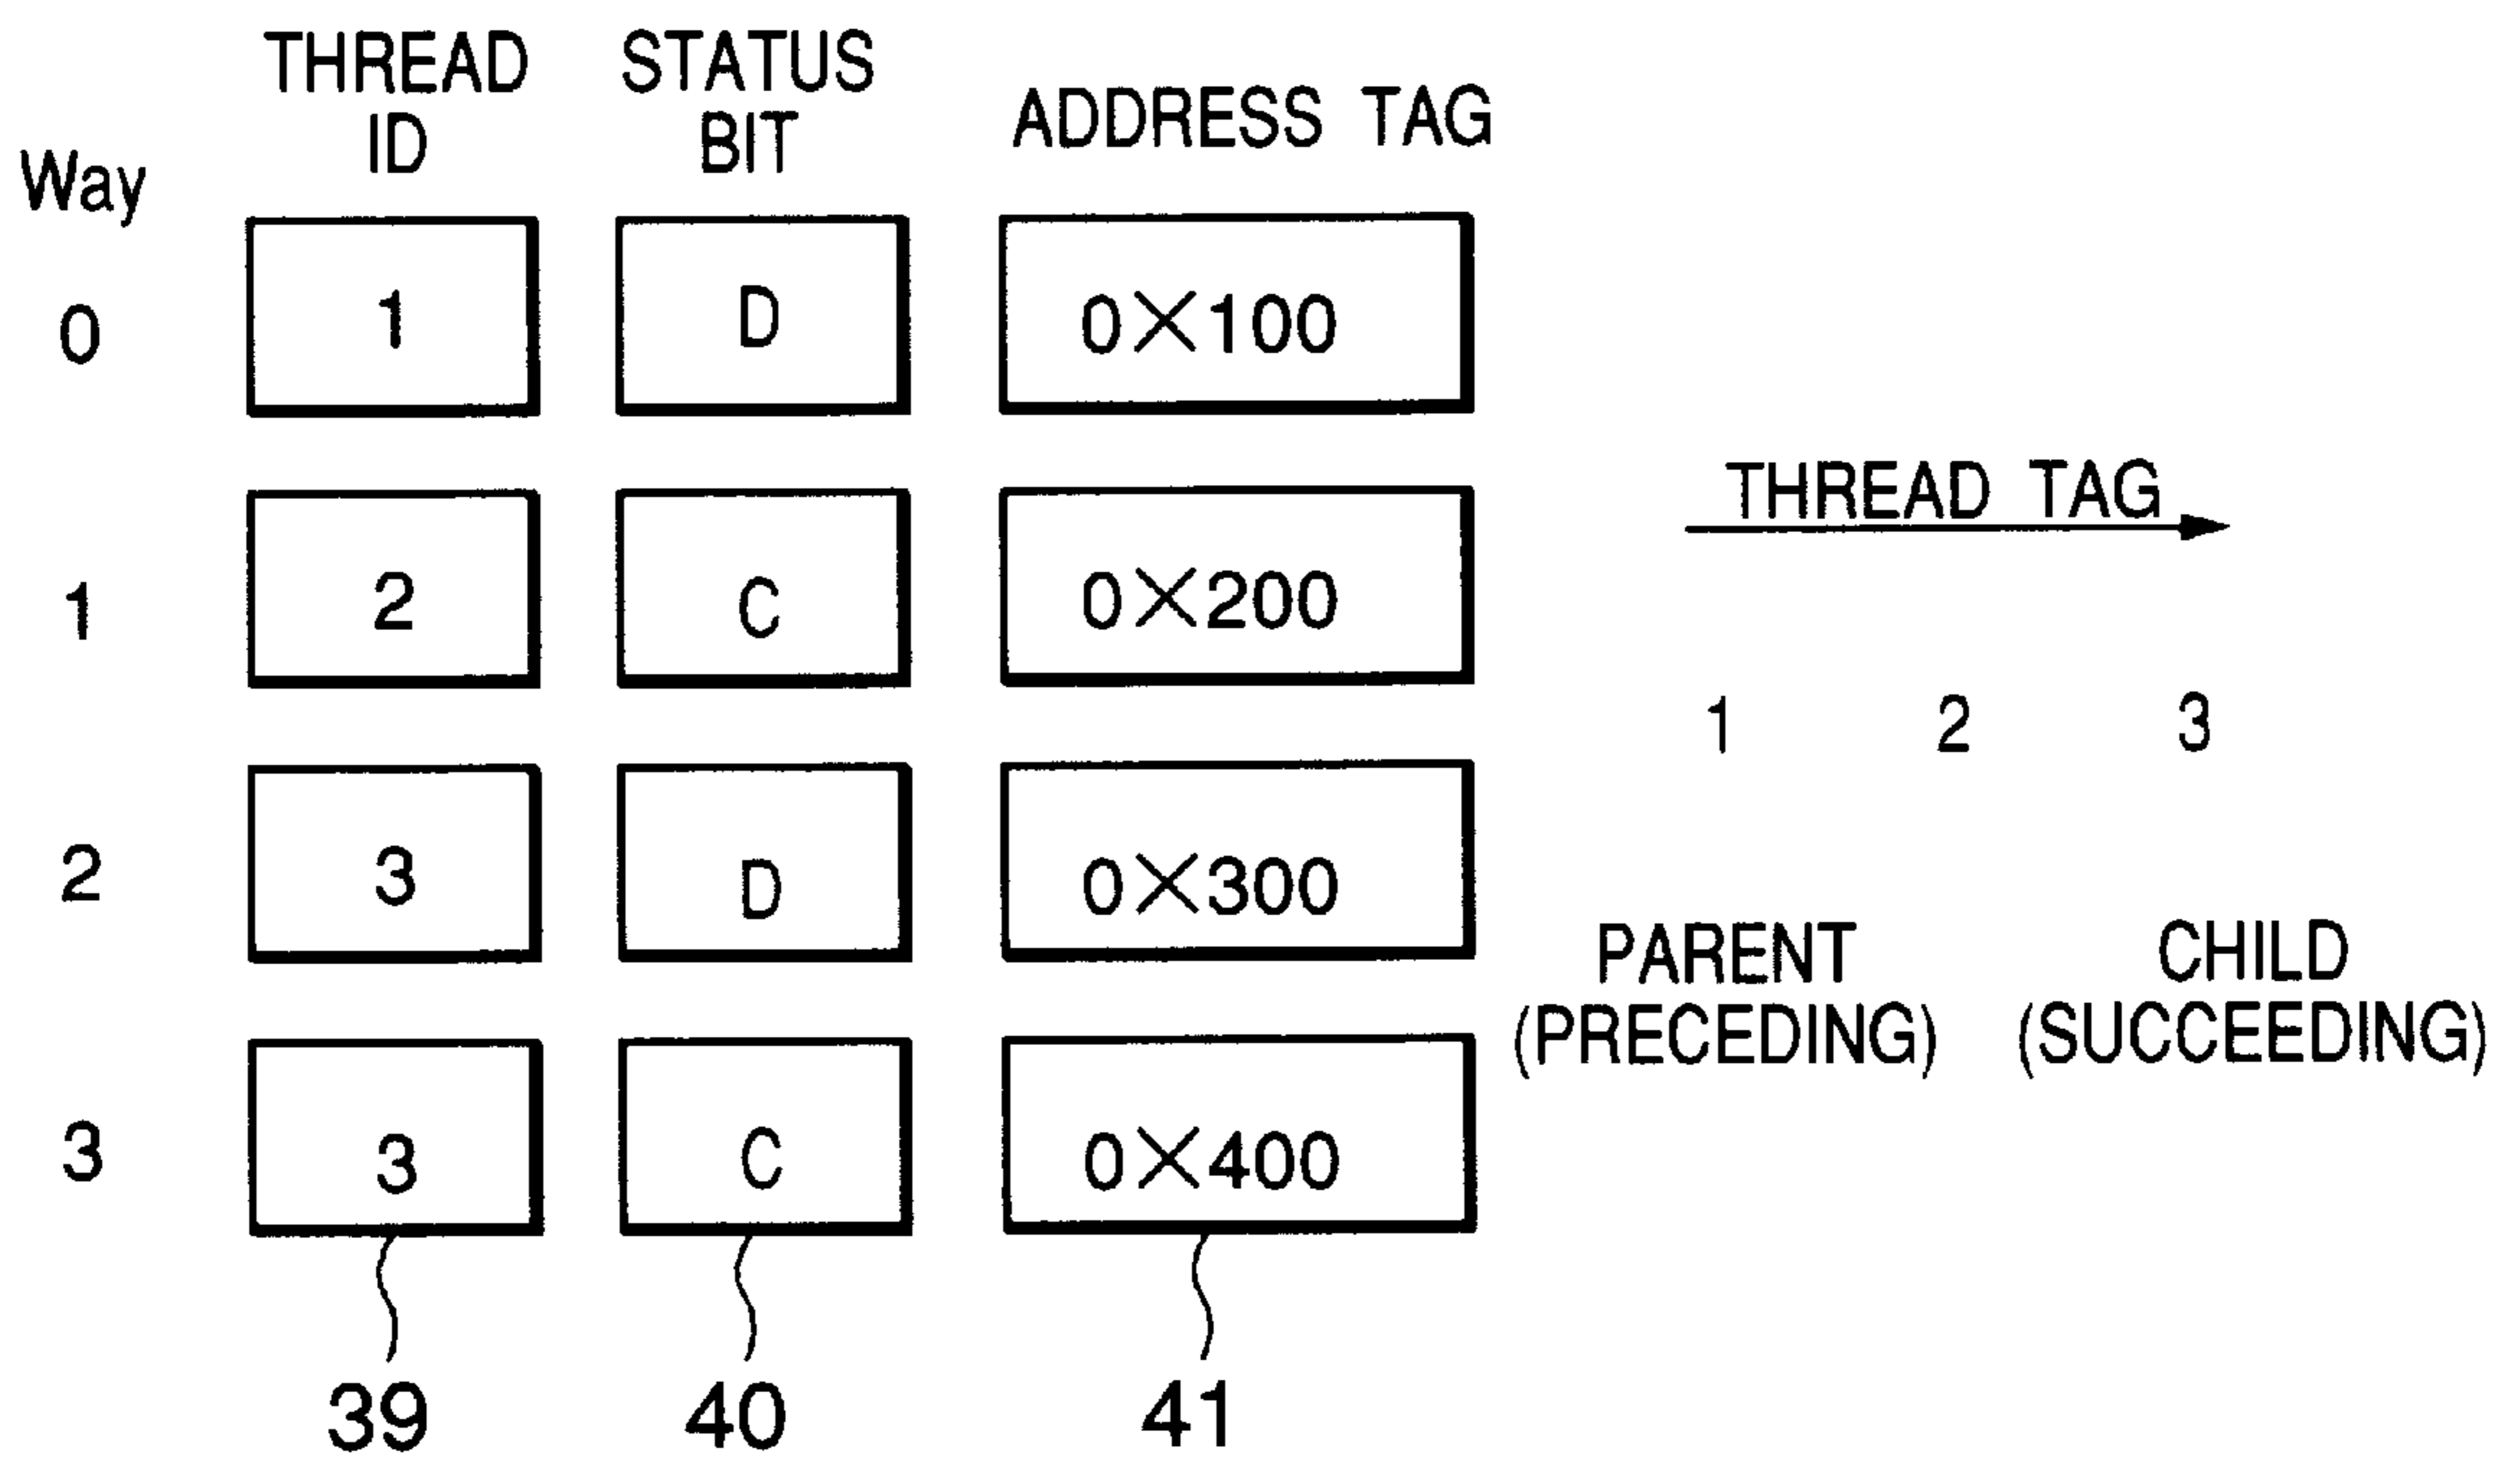 THREAD STATUS
ID BIT ADDRESS TAG
Way
0 1 D 0×100
THREAD TAG
1 2 C 0×200
1 2 3
2 3 D 0×300
PARENT CHILD
(PRECEDING) (SUCCEEDING)
3 3 C 0×400
39 40 41